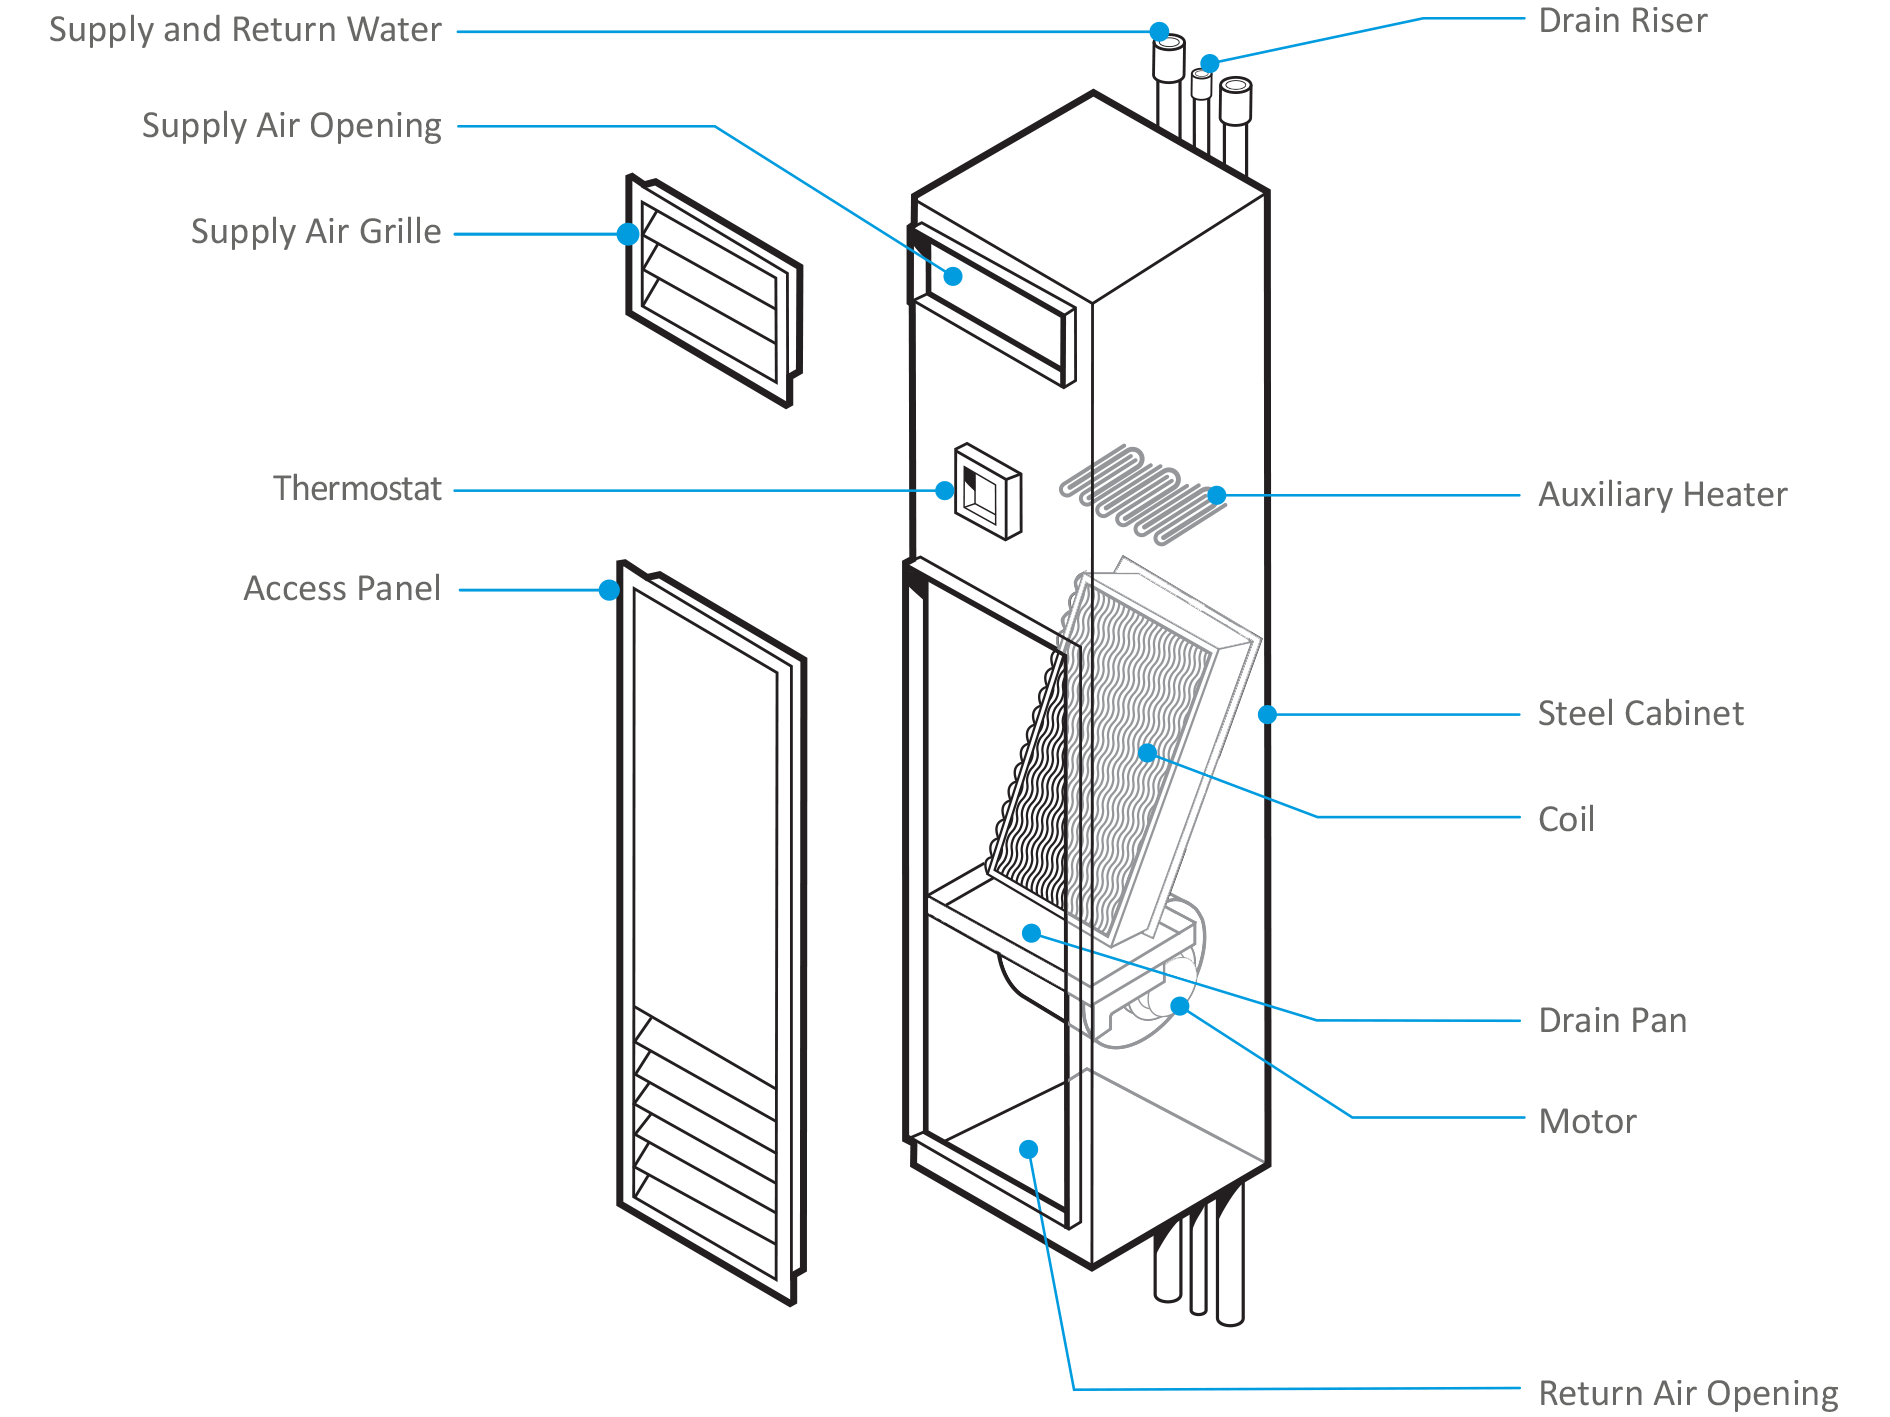 Supply and Return Water
Drain Riser
Supply Air Opening
Supply Air Grille
Thermostat
Auxiliary Heater
Access Panel
Steel Cabinet
Coil
Drain Pan
Motor
Return Air Opening